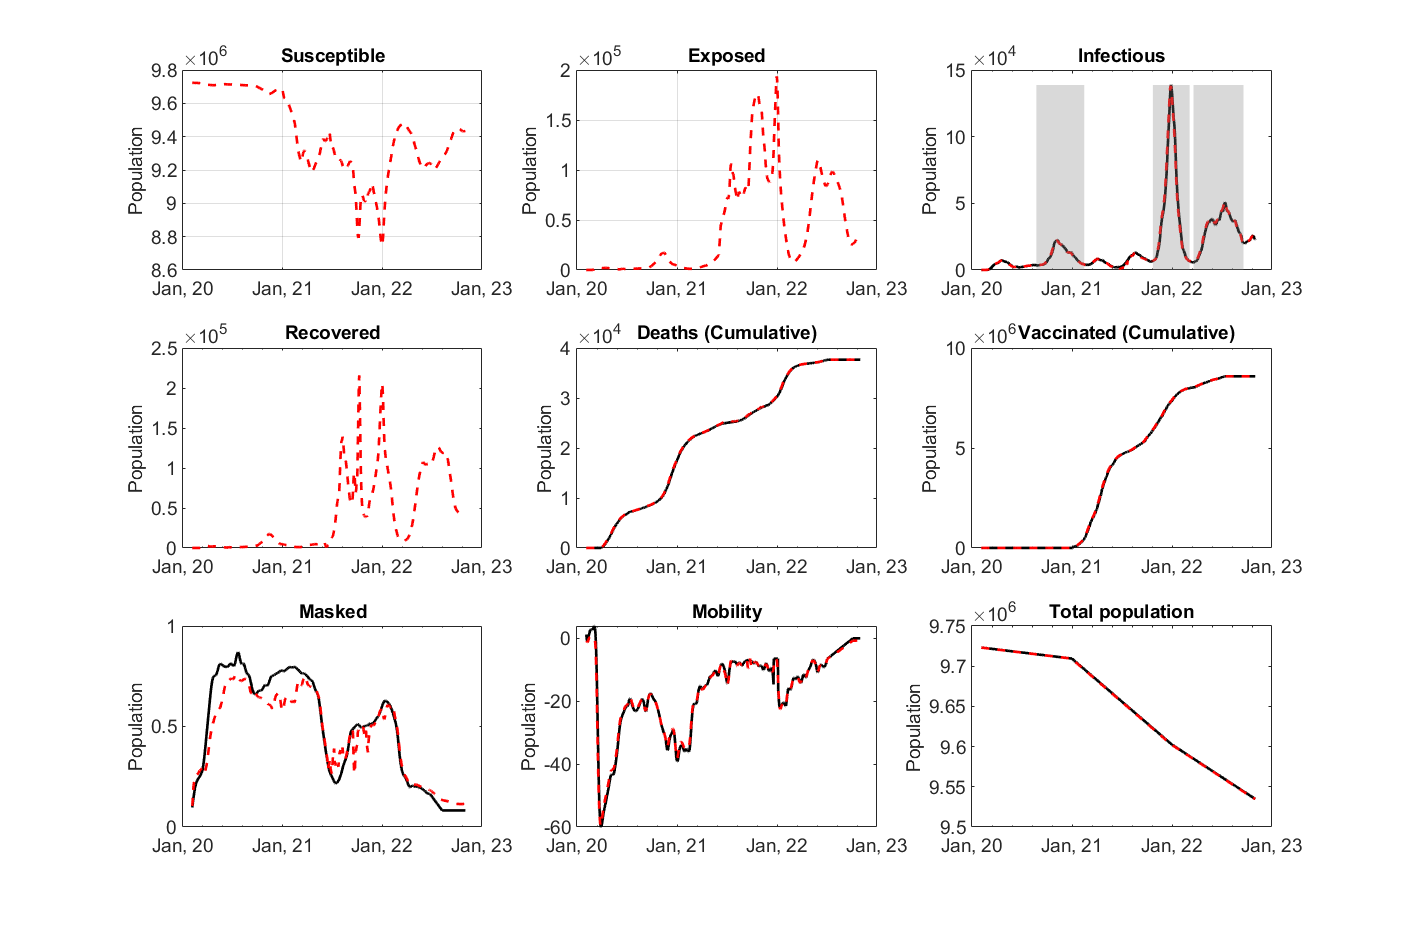 Susceptible
×10^6
9.8
9.6
9.4
9.2
9
8.8
8.6
Population
Jan, 20 Jan, 21 Jan, 22 Jan, 23
Exposed
×10^5
2
1.5
1
0.5
0
Population
Jan, 20 Jan, 21 Jan, 22 Jan, 23
Infectious
×10^4
15
10
5
0
Population
Jan, 20 Jan, 21 Jan, 22 Jan, 23
Recovered
×10^5
2.5
2
1.5
1
0.5
0
Population
Jan, 20 Jan, 21 Jan, 22 Jan, 23
Deaths (Cumulative)
×10^4
4
3
2
1
0
Population
Jan, 20 Jan, 21 Jan, 22 Jan, 23
Vaccinated (Cumulative)
×10^6
10
5
0
Population
Jan, 20 Jan, 21 Jan, 22 Jan, 23
Masked
1
0.5
0
Population
Jan, 20 Jan, 21 Jan, 22 Jan, 23
Mobility
0
-20
-40
-60
Population
Jan, 20 Jan, 21 Jan, 22 Jan, 23
Total population
×10^6
9.75
9.7
9.65
9.6
9.55
9.5
Population
Jan, 20 Jan, 21 Jan, 22 Jan, 23